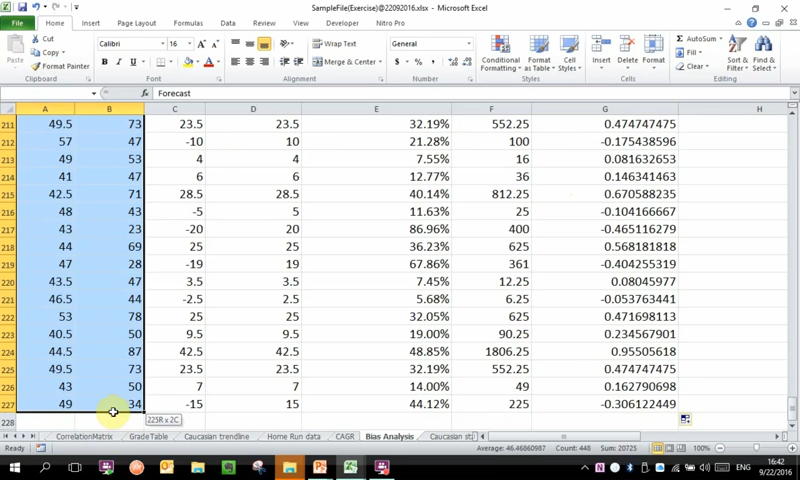 SampleFile(Exercise)@22092016.xlsx - Microsoft Excel
File Home Insert Page Layout Formulas Data Review View Developer Nitro Pro
Cut
Copy
Format Painter
Paste
Clipboard
Calibri 16
B I U
Font
Wrap Text
Merge & Center
Alignment
General
$ % ,
Number
Conditional Formatting
Format as Table
Cell Styles
Styles
Insert Delete Format
Cells
AutoSum
Fill
Clear
Sort & Filter
Find & Select
Editing
fx Forecast
A B C D E F G H
211 49.5 73 23.5 23.5 32.19% 552.25 0.474747475
212 57 47 -10 10 21.28% 100 -0.175438596
213 49 53 4 4 7.55% 16 0.081632653
214 41 47 6 6 12.77% 36 0.146341463
215 42.5 71 28.5 28.5 40.14% 812.25 0.670588235
216 48 43 -5 5 11.63% 25 -0.104166667
217 43 23 -20 20 86.96% 400 -0.465116279
218 44 69 25 25 36.23% 625 0.568181818
219 47 28 -19 19 67.86% 361 -0.404255319
220 43.5 47 3.5 3.5 7.45% 12.25 0.08045977
221 46.5 44 -2.5 2.5 5.68% 6.25 -0.053763441
222 53 78 25 25 32.05% 625 0.471698113
223 40.5 50 9.5 9.5 19.00% 90.25 0.234567901
224 44.5 87 42.5 42.5 48.85% 1806.25 0.95505618
225 49.5 73 23.5 23.5 32.19% 552.25 0.474747475
226 43 50 7 7 14.00% 49 0.162790698
227 49 34 -15 15 44.12% 225 -0.306122449
228
225R x 2C
CorrelationMatrix GradeTable Caucasian trendline Home Run data CAGR Bias Analysis Caucasian st
Ready Average: 46.46860987 Count: 448 Sum: 20725 100%
ENG
16:42
9/22/2016